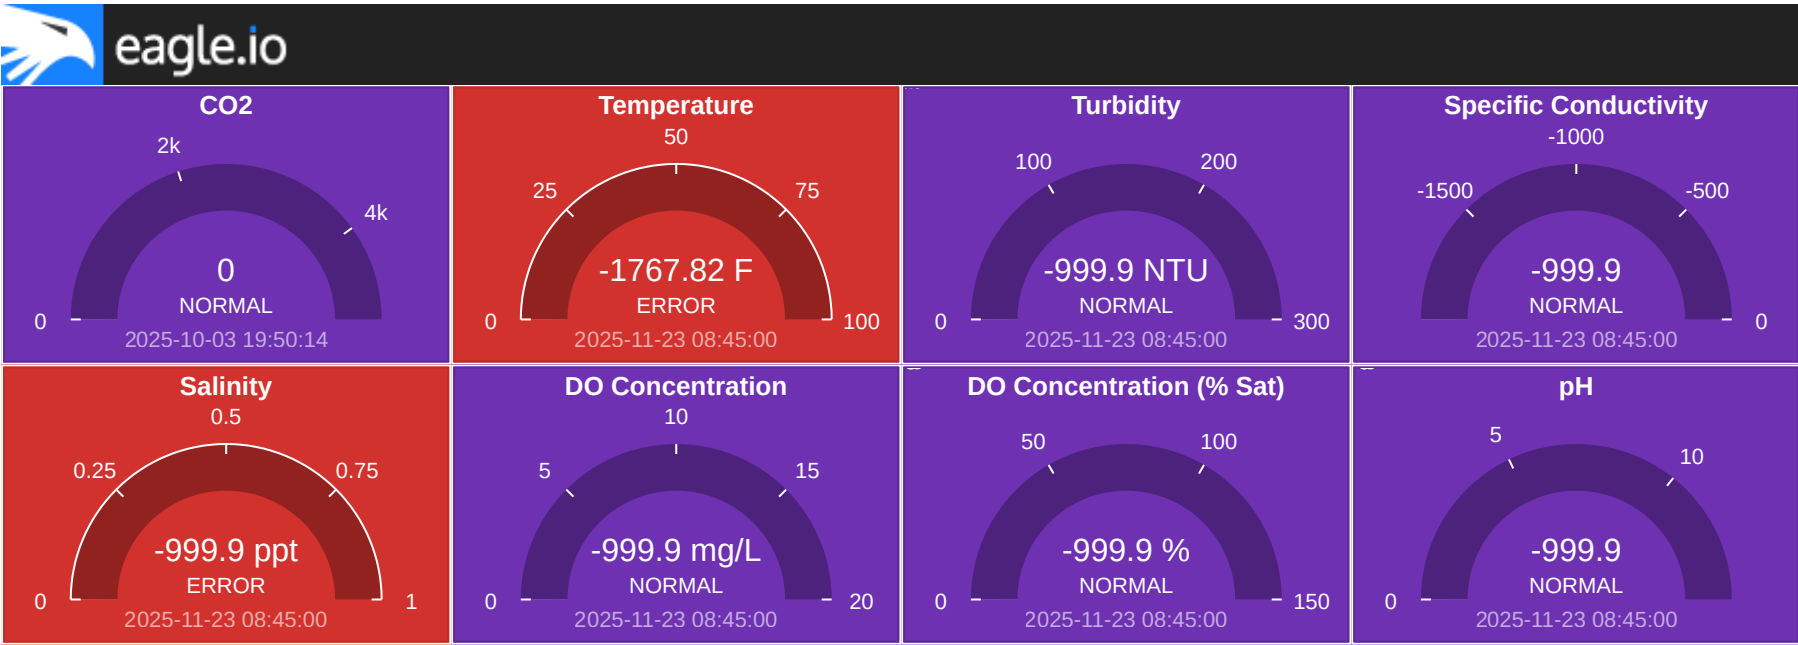 eagle.io
CO2
2k
4k
0
0
NORMAL
2025-10-03 19:50:14
Temperature
50
25
75
-1767.82 F
ERROR
0
100
2025-11-23 08:45:00
Turbidity
100
200
-999.9 NTU
NORMAL
0
300
2025-11-23 08:45:00
Specific Conductivity
-1000
-1500
-500
-999.9
NORMAL
0
2025-11-23 08:45:00
Salinity
0.5
0.25
0.75
-999.9 ppt
ERROR
0
1
2025-11-23 08:45:00
DO Concentration
10
5
15
-999.9 mg/L
NORMAL
0
20
2025-11-23 08:45:00
DO Concentration (% Sat)
50
100
-999.9 %
NORMAL
0
150
2025-11-23 08:45:00
pH
5
10
-999.9
NORMAL
0
2025-11-23 08:45:00